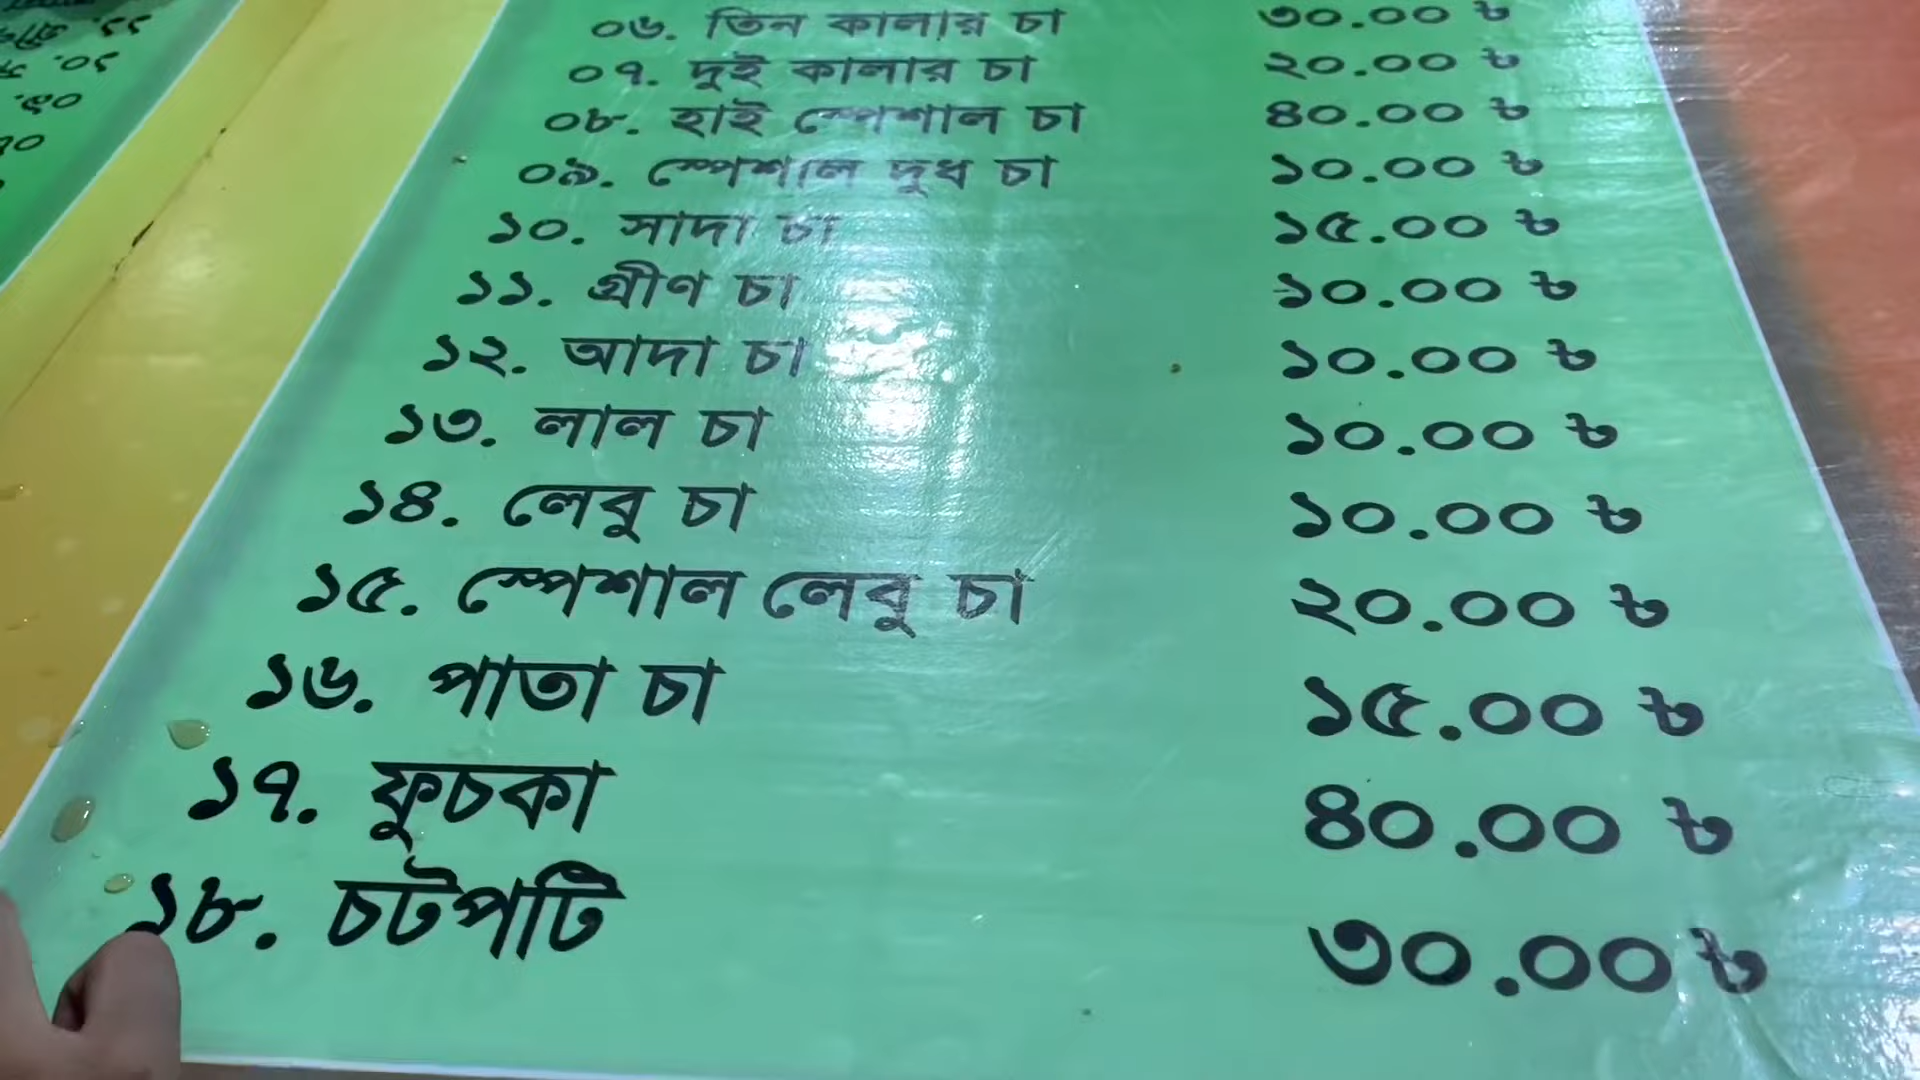 ০৬. তিন কালার চা ৩০.০০ ৳
০৭. দুই কালার চা ২০.০০ ৳
০৮. হাই স্পেশাল চা ৪০.০০ ৳
০৯. স্পেশাল দুধ চা ১০.০০ ৳
১০. সাদা চা ১৫.০০ ৳
১১. গ্রীণ চা ১০.০০ ৳
১২. আদা চা ১০.০০ ৳
১৩. লাল চা ১০.০০ ৳
১৪. লেবু চা ১০.০০ ৳
১৫. স্পেশাল লেবু চা ২০.০০ ৳
১৬. পাতা চা ১৫.০০ ৳
১৭. ফুচকা ৪০.০০ ৳
১৮. চটপটি ৩০.০০ ৳